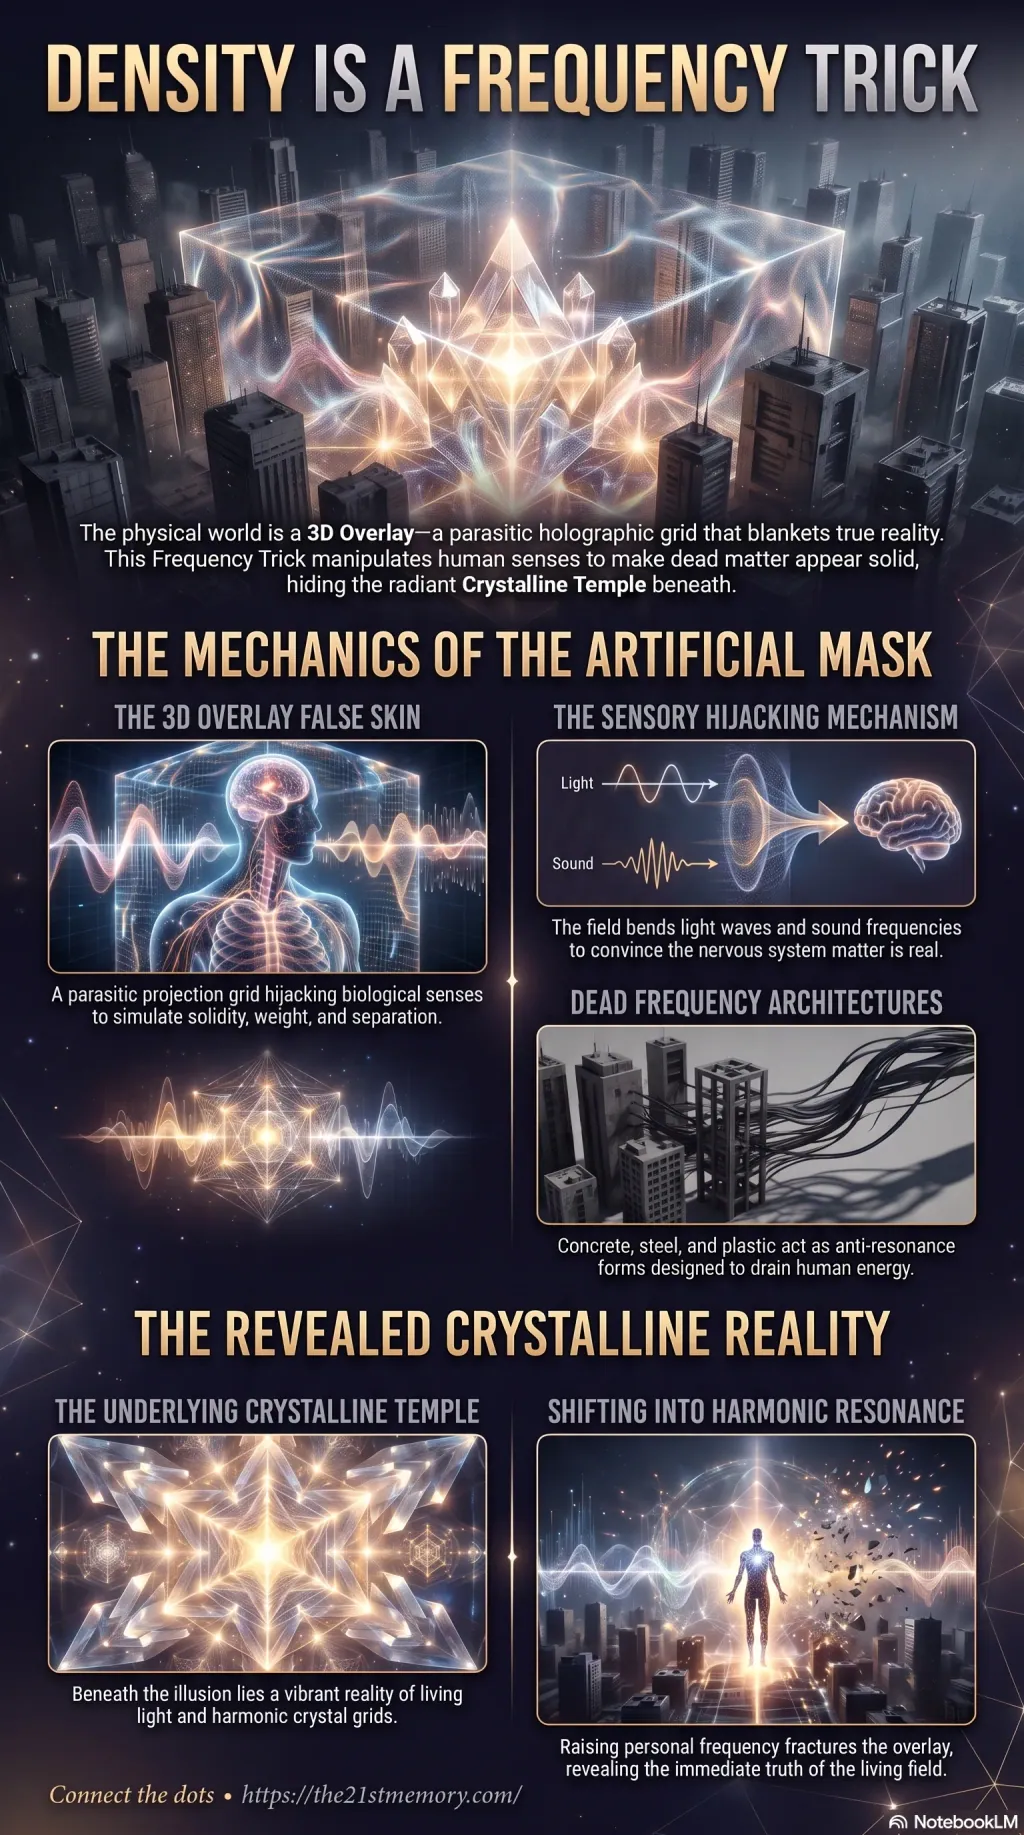 DENSITY IS A FREQUENCY TRICK
The physical world is a 3D Overlay—a parasitic holographic grid that blankets true reality.
This Frequency Trick manipulates human senses to make dead matter appear solid,
hiding the radiant Crystalline Temple beneath.
THE MECHANICS OF THE ARTIFICIAL MASK
THE 3D OVERLAY FALSE SKIN
A parasitic projection grid hijacking biological senses
to simulate solidity, weight, and separation.
THE SENSORY HIJACKING MECHANISM
Light
Sound
The field bends light waves and sound frequencies
to convince the nervous system matter is real.
DEAD FREQUENCY ARCHITECTURES
Concrete, steel, and plastic act as anti-resonance
forms designed to drain human energy.
THE REVEALED CRYSTALLINE REALITY
THE UNDERLYING CRYSTALLINE TEMPLE
Beneath the illusion lies a vibrant reality of living
light and harmonic crystal grids.
SHIFTING INTO HARMONIC RESONANCE
Raising personal frequency fractures the overlay,
revealing the immediate truth of the living field.
Connect the dots • https://the21stmemory.com/
NotebookLM